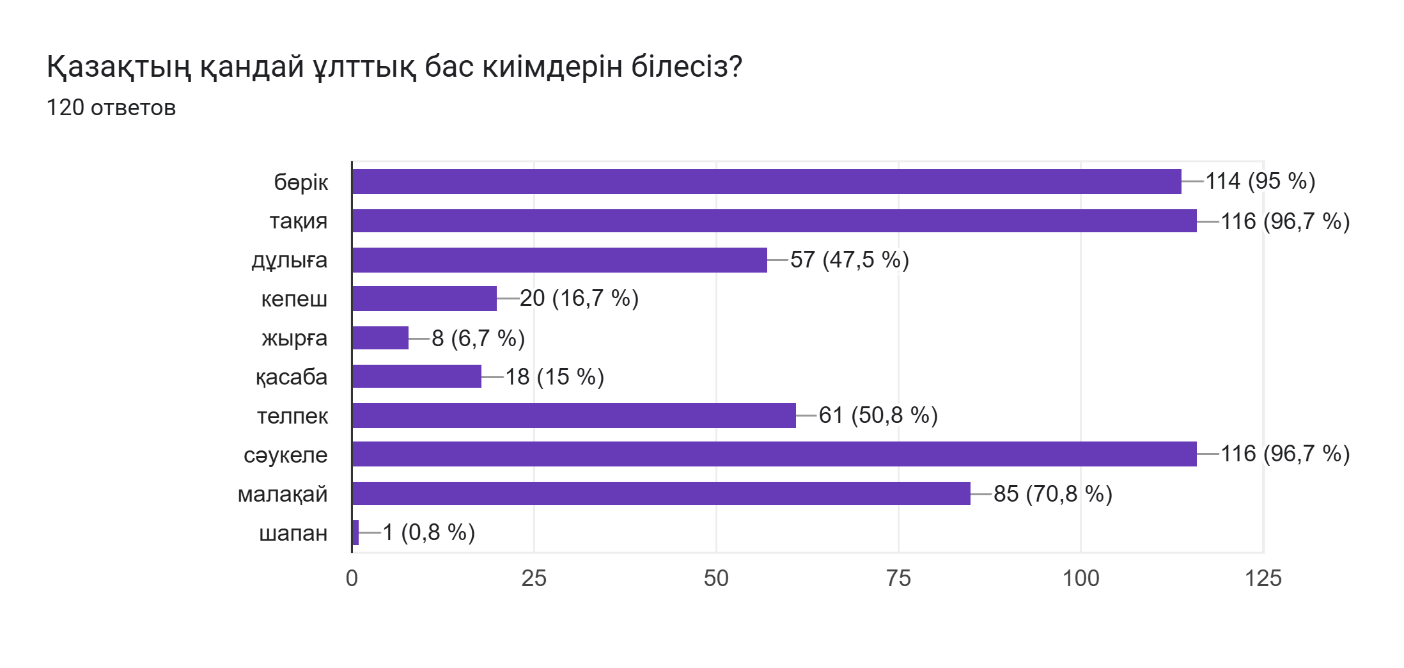 Қазақтың қандай ұлттық бас киімдерін білесіз?
120 ответов
бөрік 114 (95 %)
тақия 116 (96,7 %)
дұлыға 57 (47,5 %)
кепеш 20 (16,7 %)
жырға 8 (6,7 %)
қасаба 18 (15 %)
телпек 61 (50,8 %)
сәукеле 116 (96,7 %)
малақай 85 (70,8 %)
шапан 1 (0,8 %)
0 25 50 75 100 125